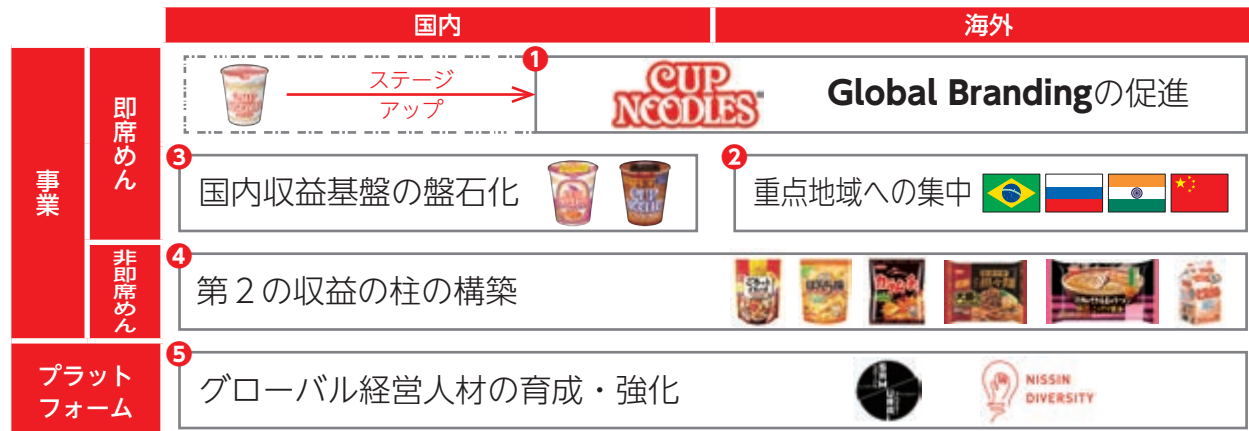 国内
海外
事業
即席めん
ステージ
アップ
1
CUP
NOODLES
Global Brandingの促進
3
国内収益基盤の盤石化
2
重点地域への集中
非即席めん
4
第2の収益の柱の構築
プラット
フォーム
5
グローバル経営人材の育成・強化
NISSIN
DIVERSITY